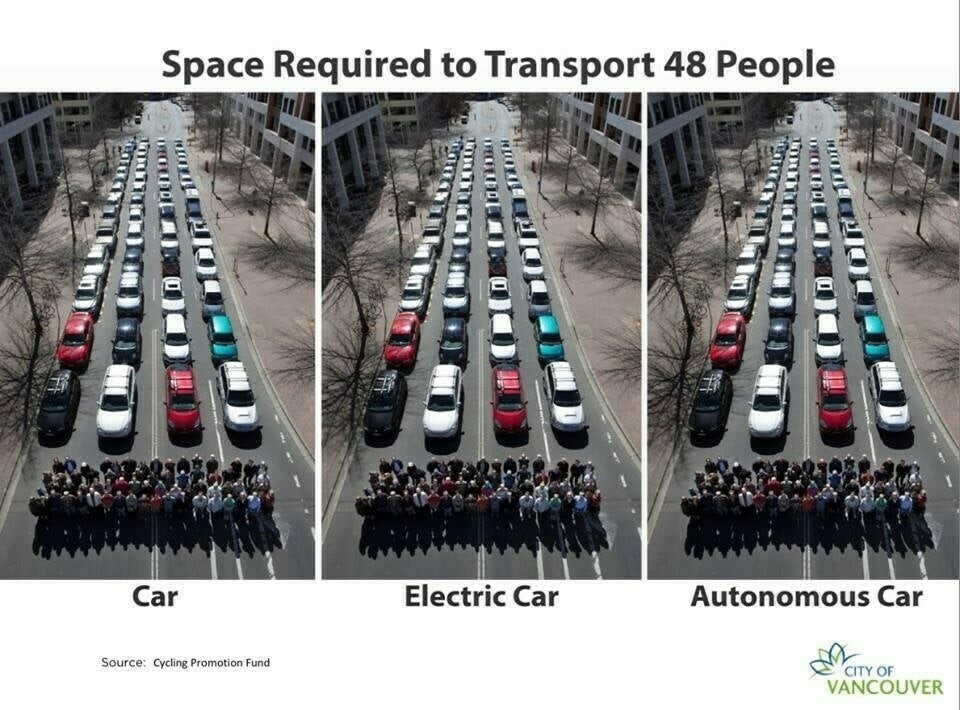 Space Required to Transport 48 People
Car
Electric Car
Autonomous Car
Source: Cycling Promotion Fund
CITY OF
VANCOUVER